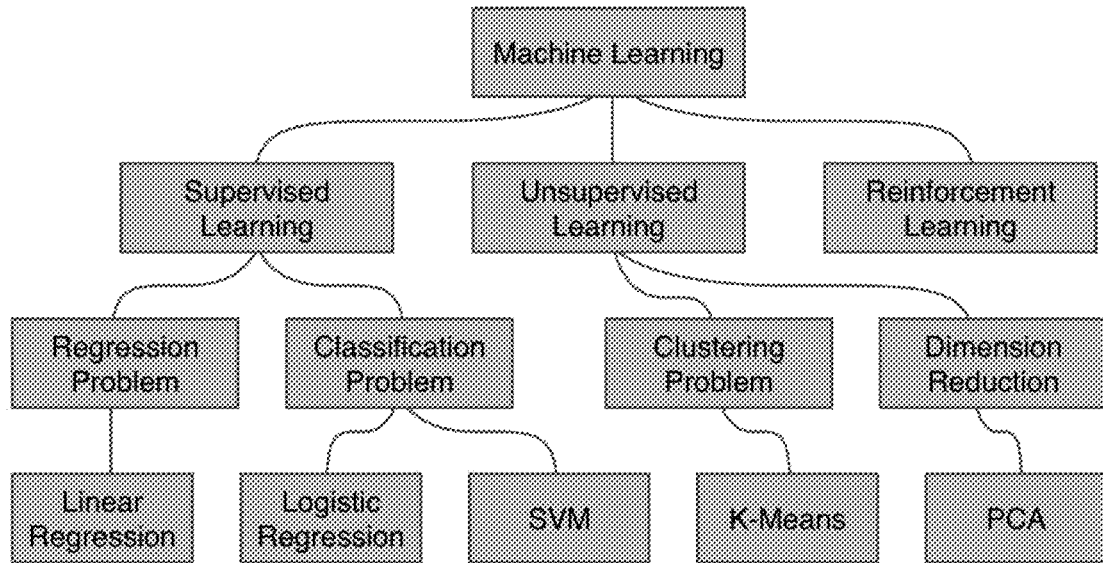 Machine Learning
Supervised
Learning
Unsupervised
Learning
Reinforcement
Learning
Regression
Problem
Classification
Problem
Clustering
Problem
Dimension
Reduction
Linear
Regression
Logistic
Regression
SVM
K-Means
PCA